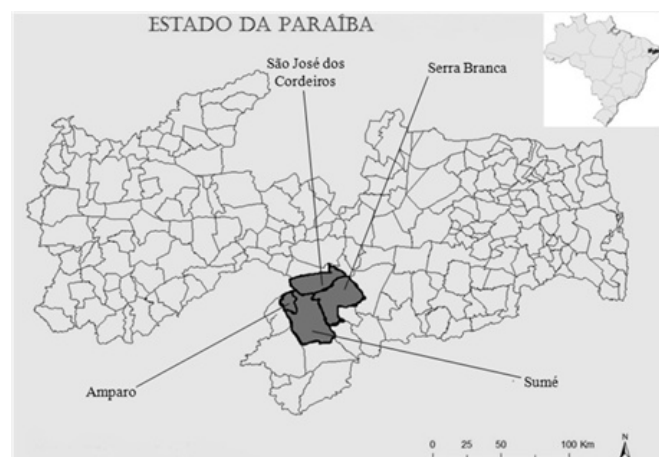 ESTADO DA PARAÍBA
São José dos
Cordeiros
Serra Branca
Amparo
Sumé
0 25 50 100 Km
N